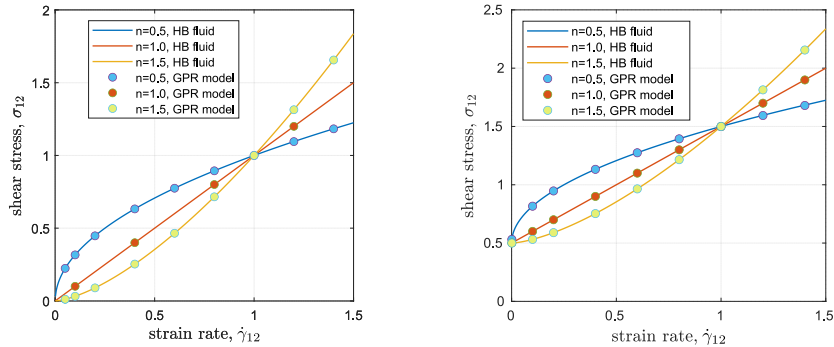 2
1.5
1
0.5
0
shear stress, σ₁₂
n=0.5, HB fluid
n=1.0, HB fluid
n=1.5, HB fluid
n=0.5, GPR model
n=1.0, GPR model
n=1.5, GPR model
0
0.5
1
1.5
strain rate, γ̇₁₂
2.5
2
1.5
1
0.5
0
shear stress, σ₁₂
n=0.5, HB fluid
n=1.0, HB fluid
n=1.5, HB fluid
n=0.5, GPR model
n=1.0, GPR model
n=1.5, GPR model
0
0.5
1
1.5
strain rate, γ̇₁₂